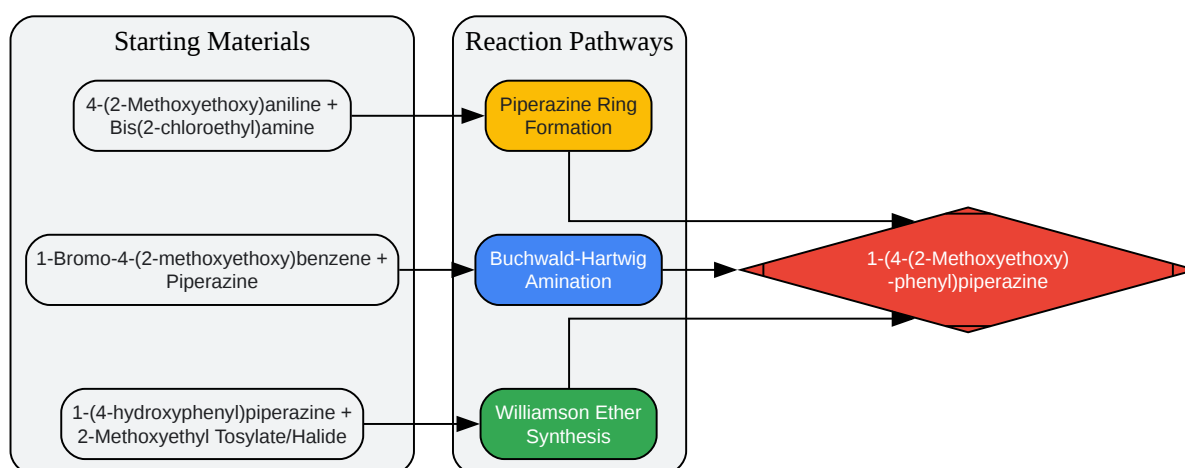 Starting Materials
Reaction Pathways
4-(2-Methoxyethoxy)aniline +
Bis(2-chloroethyl)amine
Piperazine Ring
Formation
1-Bromo-4-(2-methoxyethoxy)benzene +
Piperazine
Buchwald-Hartwig
Amination
1-(4-(2-Methoxyethoxy)
-phenyl)piperazine
1-(4-hydroxyphenyl)piperazine +
2-Methoxyethyl Tosylate/Halide
Williamson Ether
Synthesis